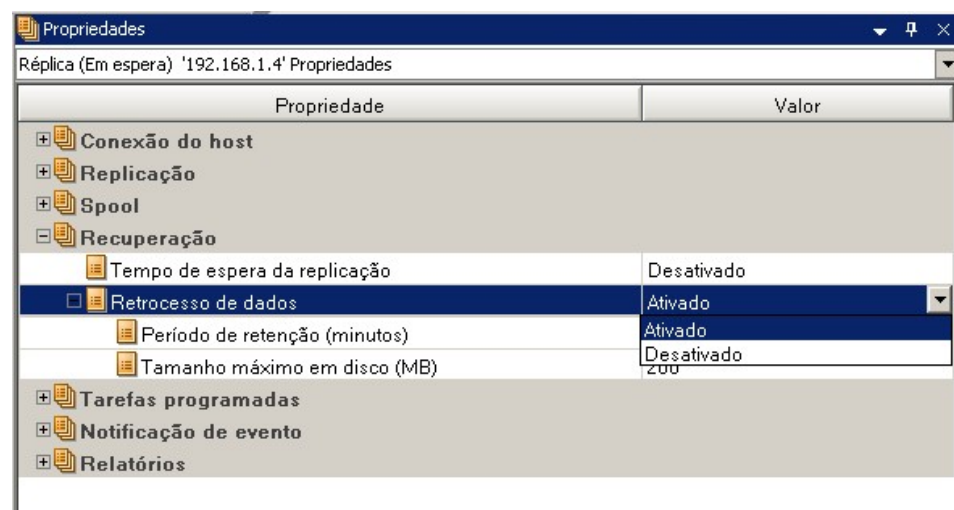 Propriedades
Réplica (Em espera) '192.168.1.4' Propriedades
Propriedade Valor
Conexão do host
Replicação
Spool
Recuperação
Tempo de espera da replicação Desativado
Retrocesso de dados Ativado
Período de retenção (minutos) Ativado
Desativado
Tamanho máximo em disco (MB) 200
Tarefas programadas
Notificação de evento
Relatórios